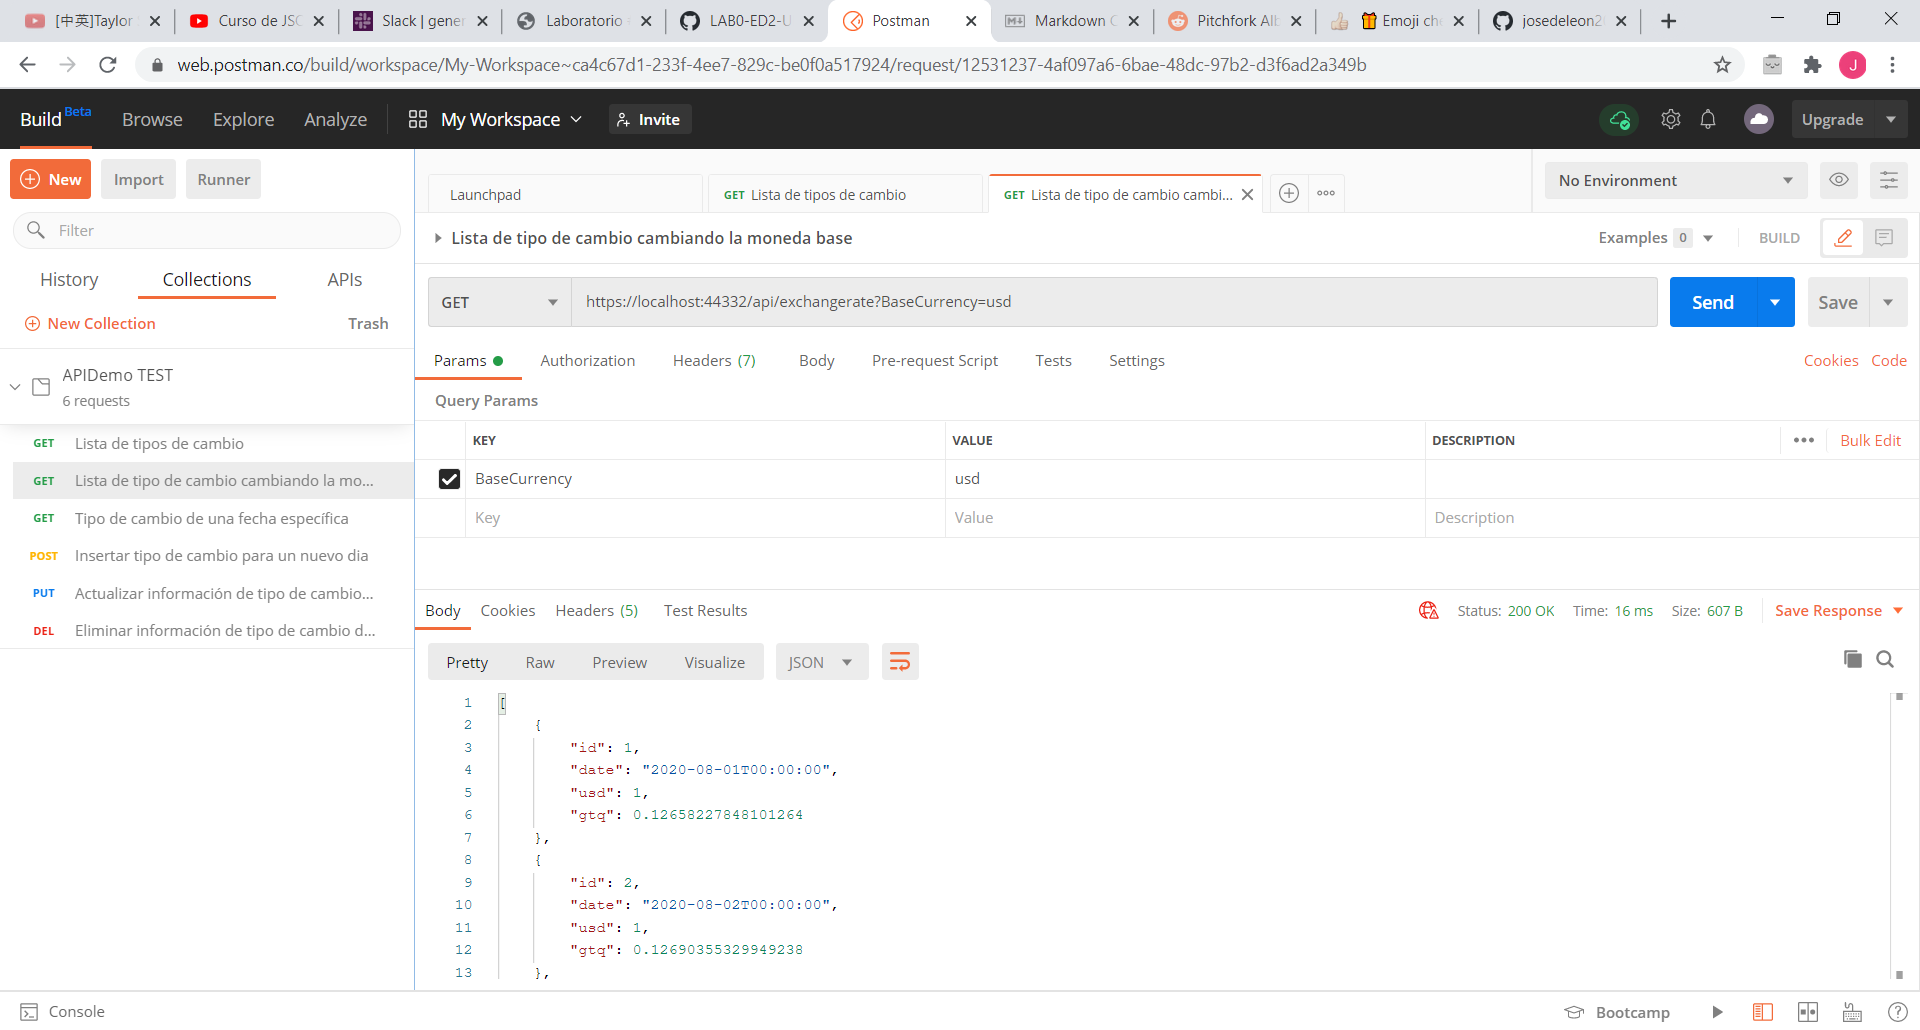 [中英]Taylor
Curso de JSO
Slack | gener
Laboratorio
LAB0-ED2-U
Postman
Markdown C
Pitchfork Alb
Emoji che
josedeleon2
web.postman.co/build/workspace/My-Workspace~ca4c67d1-233f-4ee7-829c-be0f0a517924/request/12531237-4af097a6-6bae-48dc-97b2-d3f6ad2a349b
J
Build Beta
Browse
Explore
Analyze
My Workspace
Invite
Upgrade
New
Import
Runner
Filter
History
Collections
APIs
New Collection
Trash
APIDemo TEST
6 requests
GET Lista de tipos de cambio
GET Lista de tipo de cambio cambiando la mo...
GET Tipo de cambio de una fecha específica
POST Insertar tipo de cambio para un nuevo dia
PUT Actualizar información de tipo de cambio...
DEL Eliminar información de tipo de cambio d...
Launchpad
GET Lista de tipos de cambio
GET Lista de tipo de cambio cambi...
No Environment
Lista de tipo de cambio cambiando la moneda base
Examples 0
BUILD
GET
https://localhost:44332/api/exchangerate?BaseCurrency=usd
Send
Save
Params
Authorization
Headers (7)
Body
Pre-request Script
Tests
Settings
Cookies
Code
Query Params
KEY
VALUE
DESCRIPTION
Bulk Edit
BaseCurrency
usd
Key
Value
Description
Body
Cookies
Headers (5)
Test Results
Status: 200 OK
Time: 16 ms
Size: 607 B
Save Response
Pretty
Raw
Preview
Visualize
JSON
1 [
2 {
3 "id": 1,
4 "date": "2020-08-01T00:00:00",
5 "usd": 1,
6 "gtq": 0.12658227848101264
7 },
8 {
9 "id": 2,
10 "date": "2020-08-02T00:00:00",
11 "usd": 1,
12 "gtq": 0.12690355329949238
13 },
Console
Bootcamp